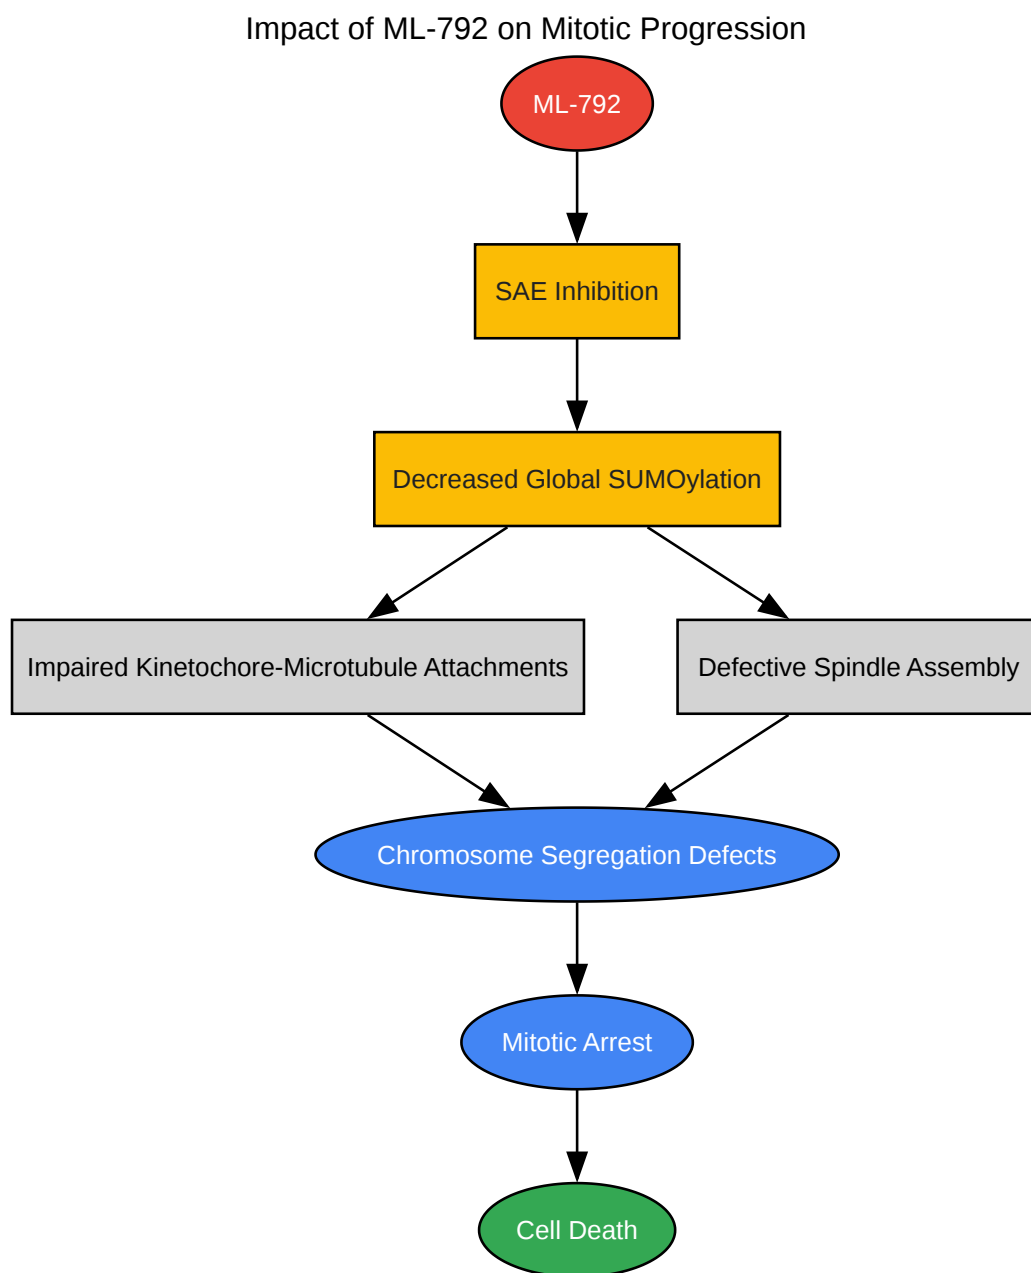 Impact of ML-792 on Mitotic Progression
ML-792
SAE Inhibition
Decreased Global SUMOylation
Impaired Kinetochore-Microtubule Attachments
Defective Spindle Assembly
Chromosome Segregation Defects
Mitotic Arrest
Cell Death